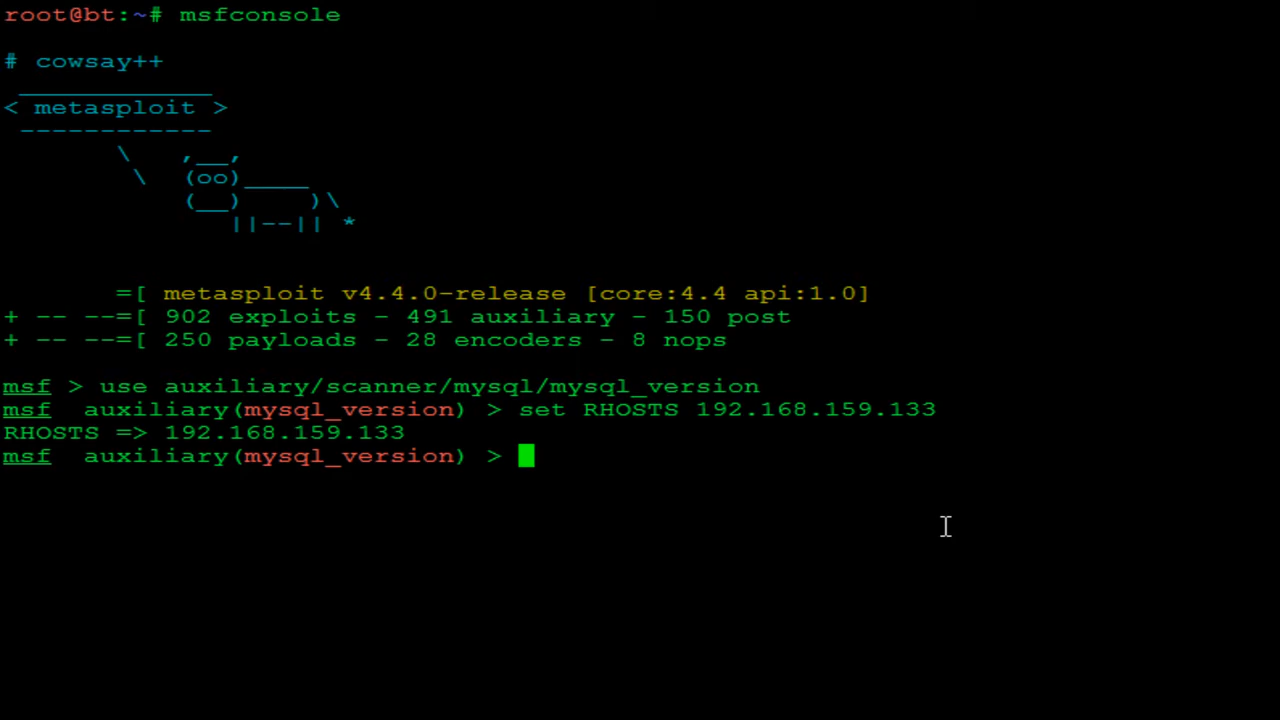 root@bt:~# msfconsole
# cowsay++
 ____________
< metasploit >
 ------------
       \   ,__,
        \  (oo)____
           (__)    )\
              ||--|| *
       =[ metasploit v4.4.0-release [core:4.4 api:1.0]
+ -- --=[ 902 exploits - 491 auxiliary - 150 post
+ -- --=[ 250 payloads - 28 encoders - 8 nops
msf > use auxiliary/scanner/mysql/mysql_version
msf  auxiliary(mysql_version) > set RHOSTS 192.168.159.133
RHOSTS => 192.168.159.133
msf  auxiliary(mysql_version) >